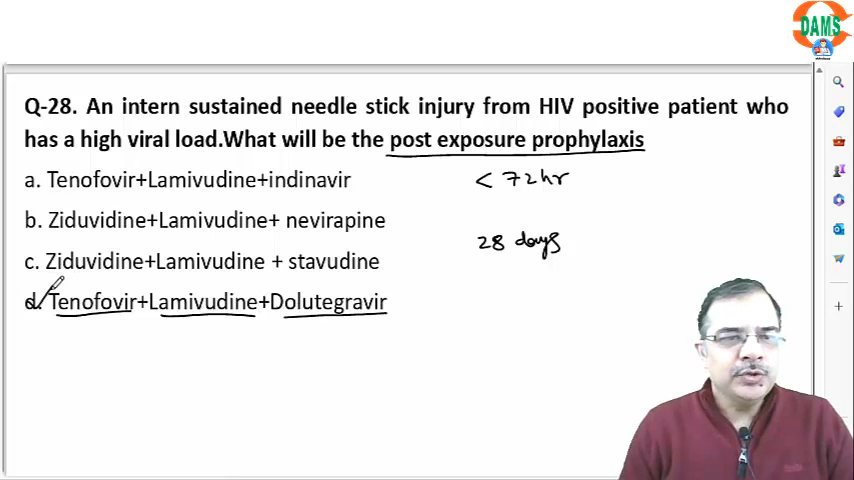 DAMS
Q-28. An intern sustained needle stick injury from HIV positive patient who
has a high viral load.What will be the post exposure prophylaxis
a. Tenofovir+Lamivudine+indinavir
< 72 hr
b. Ziduvidine+Lamivudine+ nevirapine
28 days
c. Ziduvidine+Lamivudine + stavudine
d. Tenofovir+Lamivudine+Dolutegravir